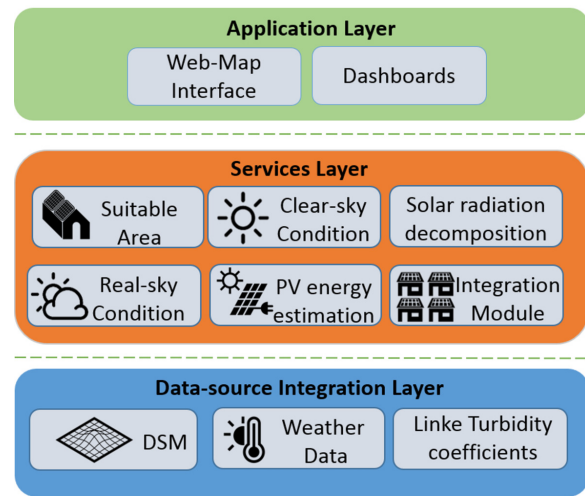 Application Layer
Web-Map
Interface
Dashboards
Services Layer
Suitable
Area
Clear-sky
Condition
Solar radiation
decomposition
Real-sky
Condition
PV energy
estimation
Integration
Module
Data-source Integration Layer
DSM
Weather
Data
Linke Turbidity
coefficients